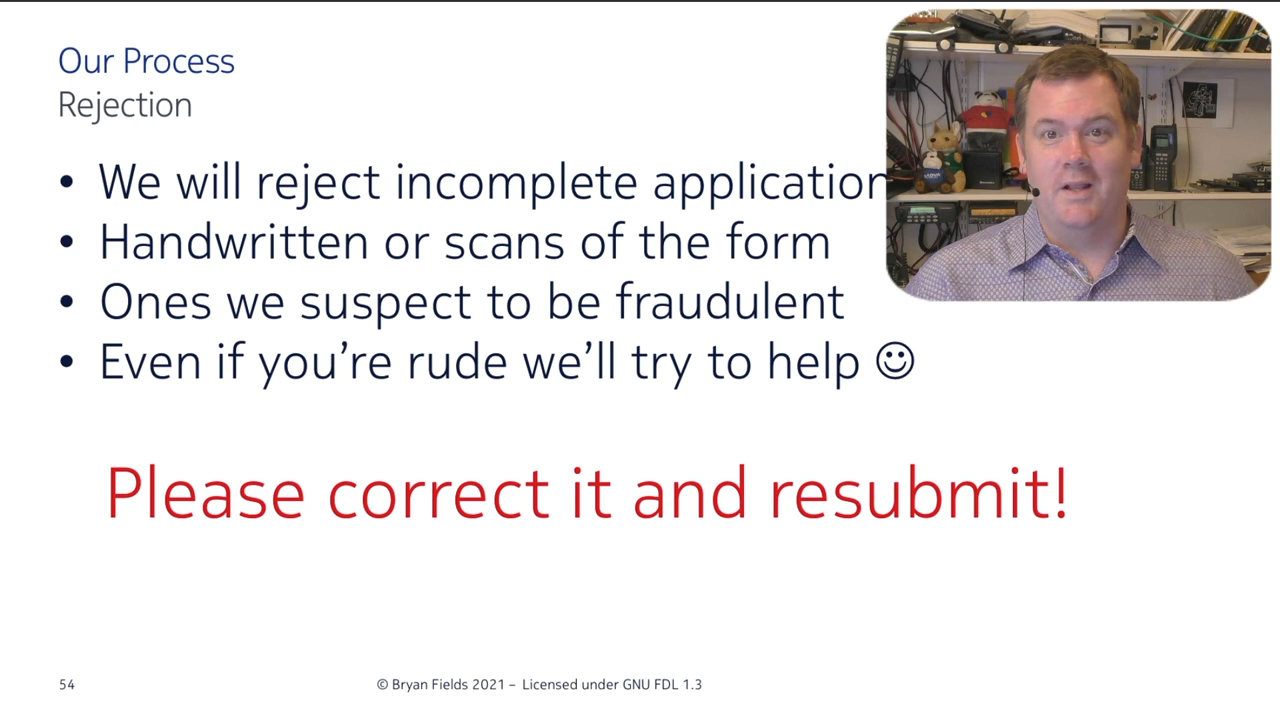 Our Process
Rejection
• We will reject incomplete application
• Handwritten or scans of the form
• Ones we suspect to be fraudulent
• Even if you’re rude we’ll try to help ☺
Please correct it and resubmit!
54
© Bryan Fields 2021 – Licensed under GNU FDL 1.3